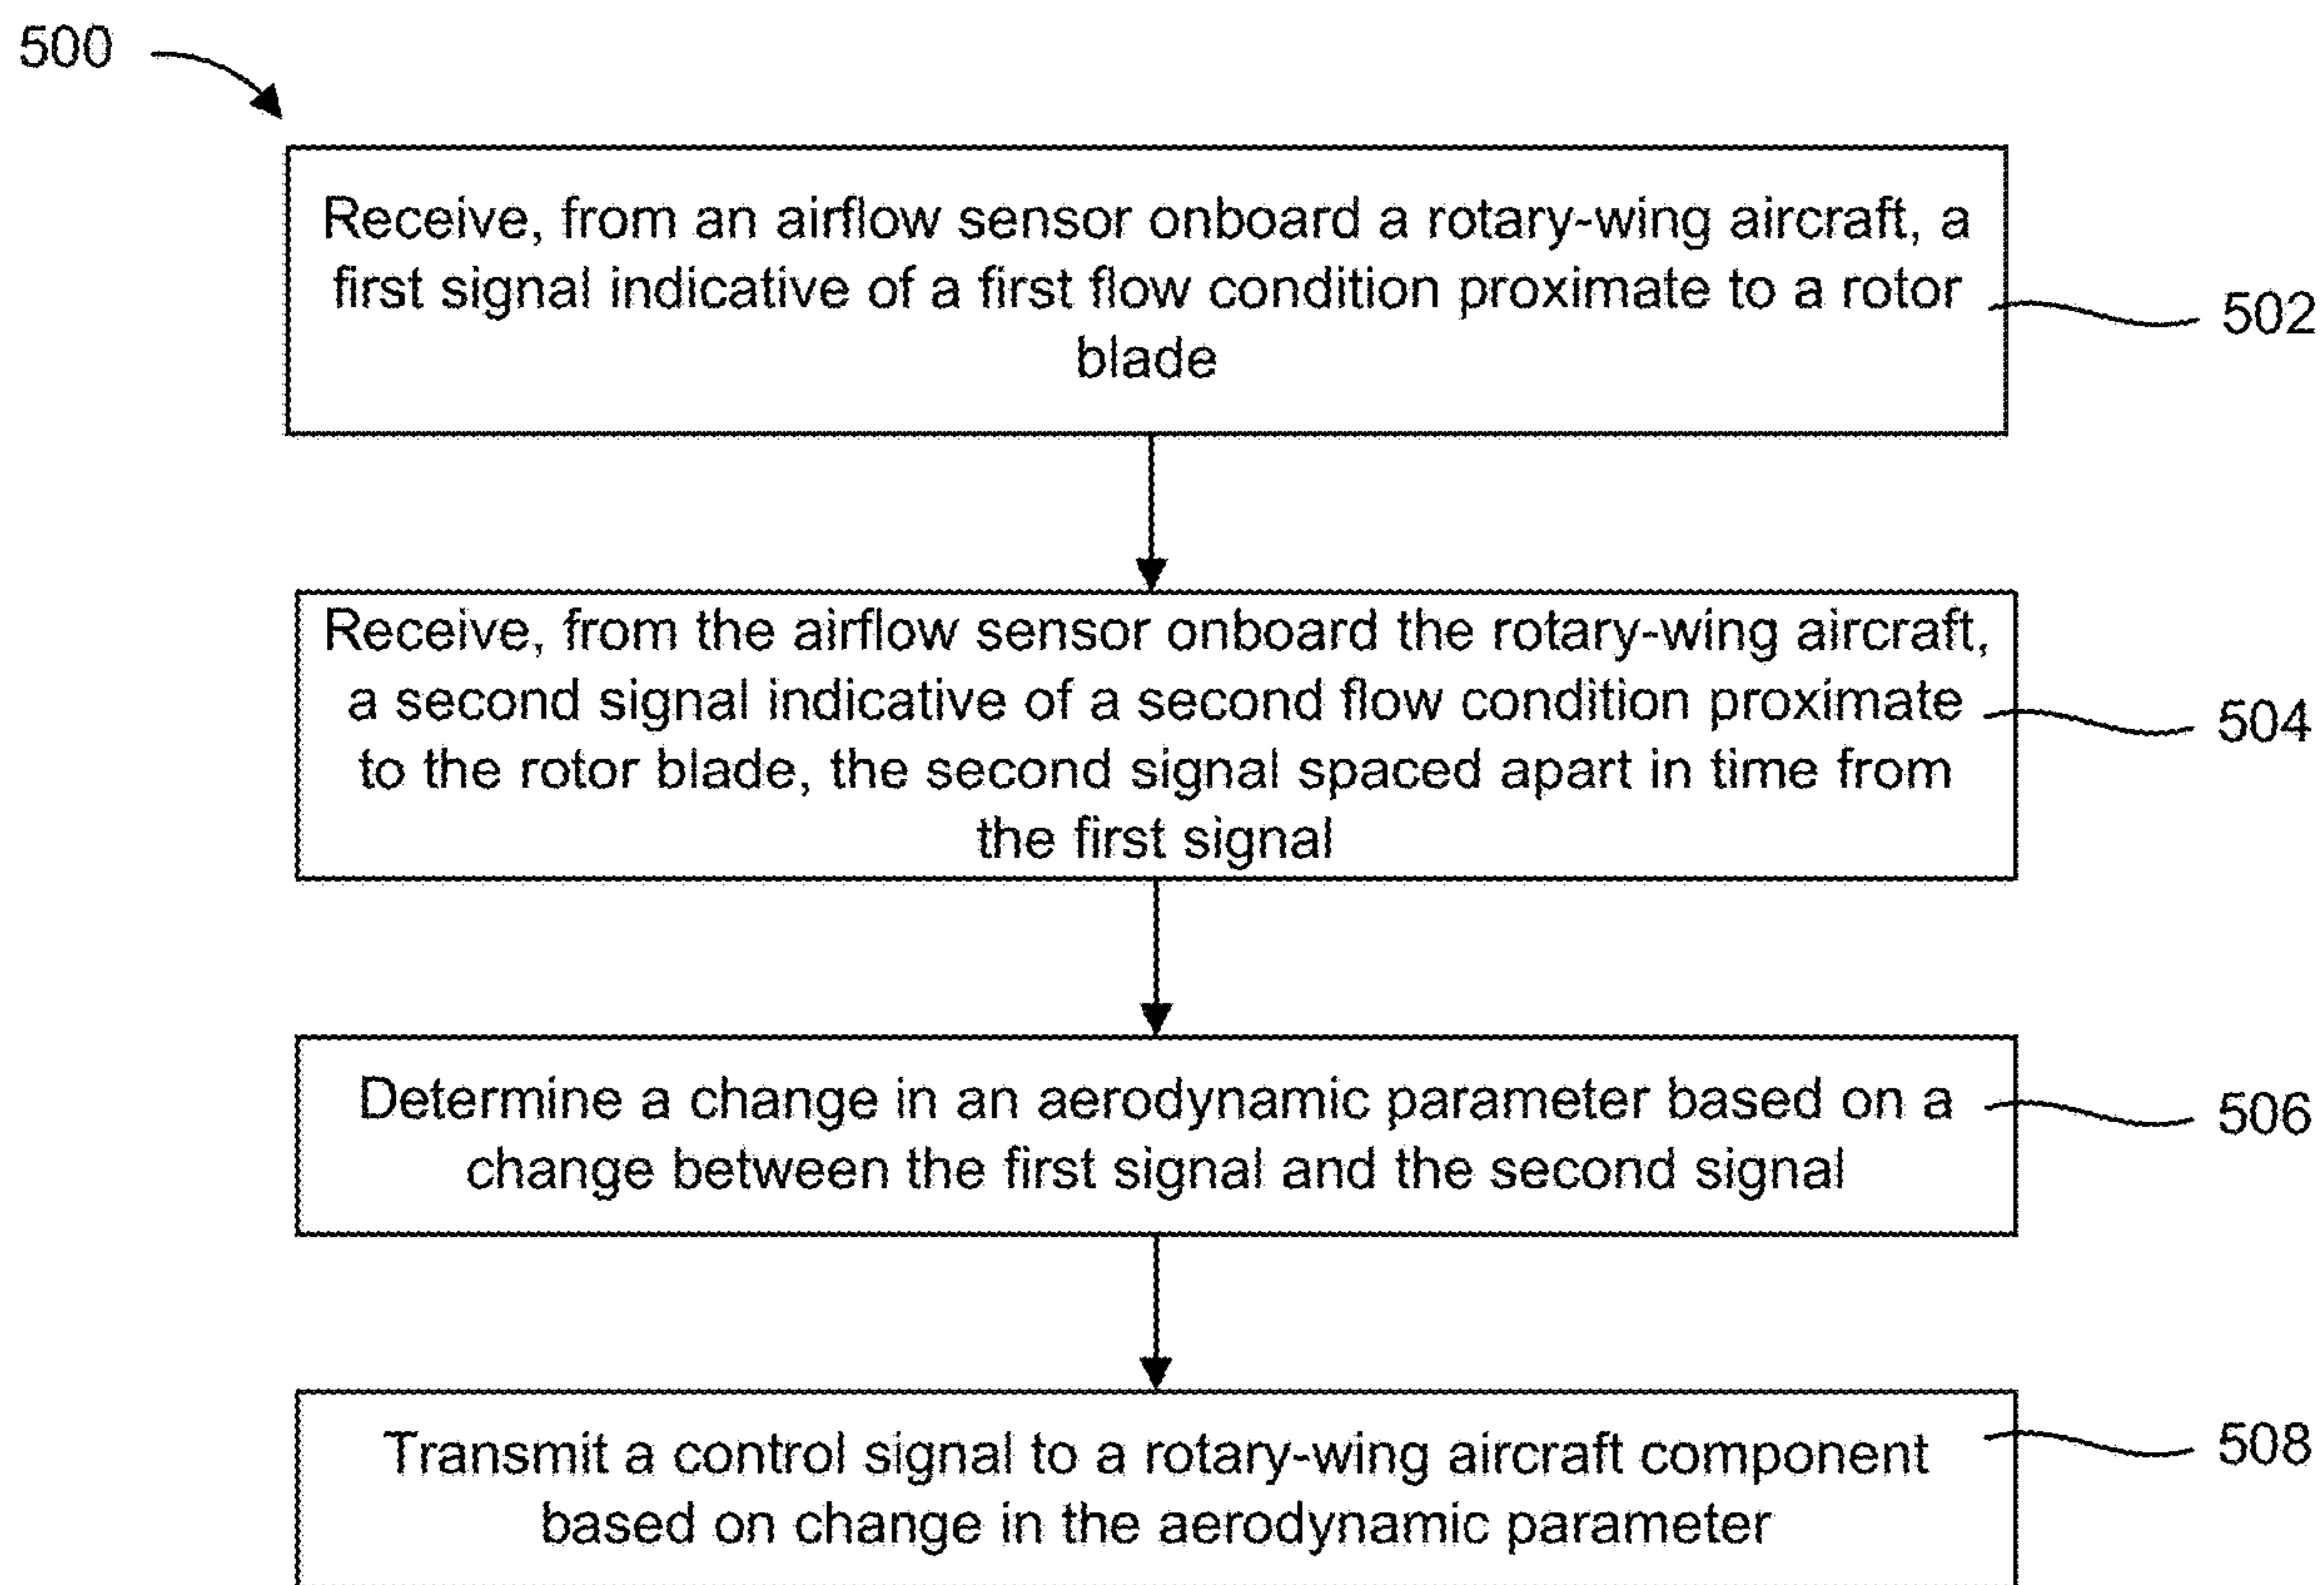 500
Receive, from an airflow sensor onboard a rotary-wing aircraft, a
first signal indicative of a first flow condition proximate to a rotor
blade
502
Receive, from the airflow sensor onboard the rotary-wing aircraft,
a second signal indicative of a second flow condition proximate
to the rotor blade, the second signal spaced apart in time from
the first signal
504
Determine a change in an aerodynamic parameter based on a
change between the first signal and the second signal
506
Transmit a control signal to a rotary-wing aircraft component
based on change in the aerodynamic parameter
508